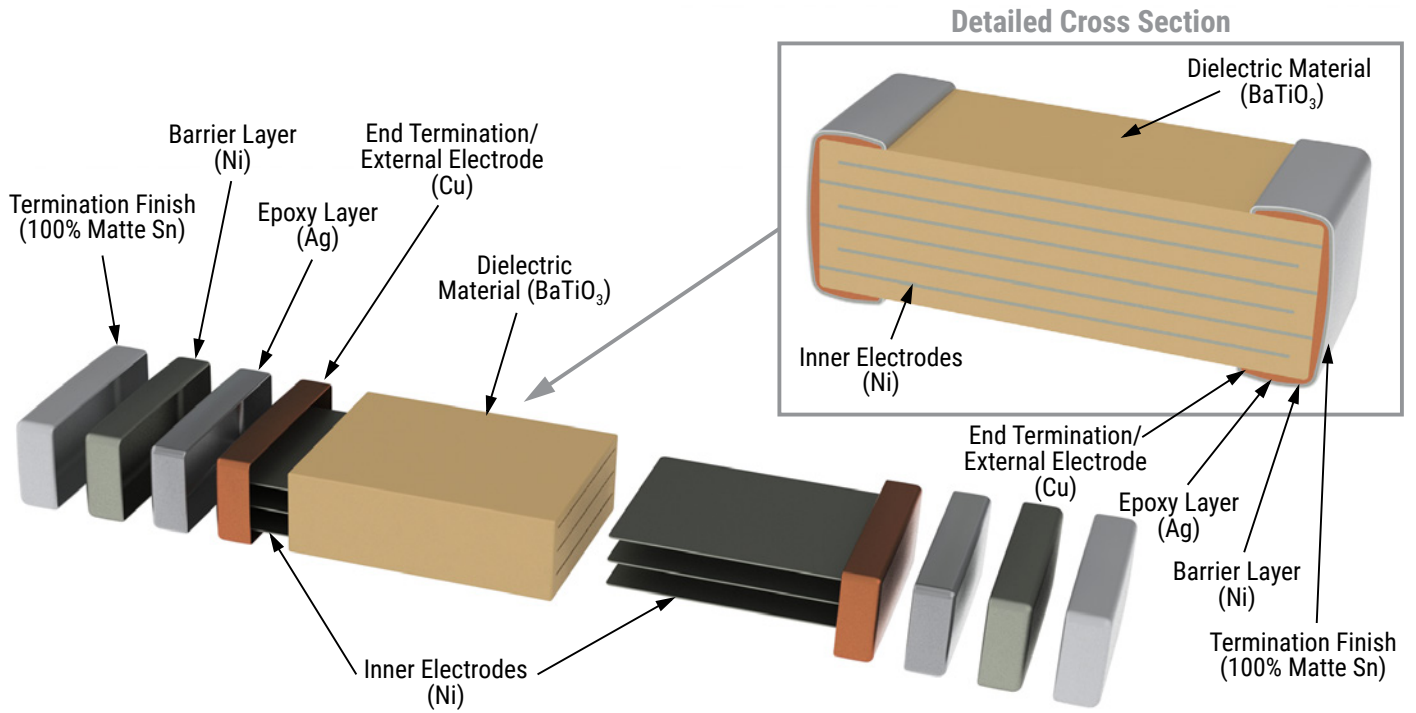 Detailed Cross Section
Dielectric Material
(BaTiO₃)
Barrier Layer
(Ni)
End Termination/
External Electrode
(Cu)
Termination Finish
(100% Matte Sn)
Epoxy Layer
(Ag)
Dielectric
Material (BaTiO₃)
Inner Electrodes
(Ni)
End Termination/
External Electrode
(Cu)
Epoxy Layer
(Ag)
Barrier Layer
(Ni)
Termination Finish
(100% Matte Sn)
Inner Electrodes
(Ni)